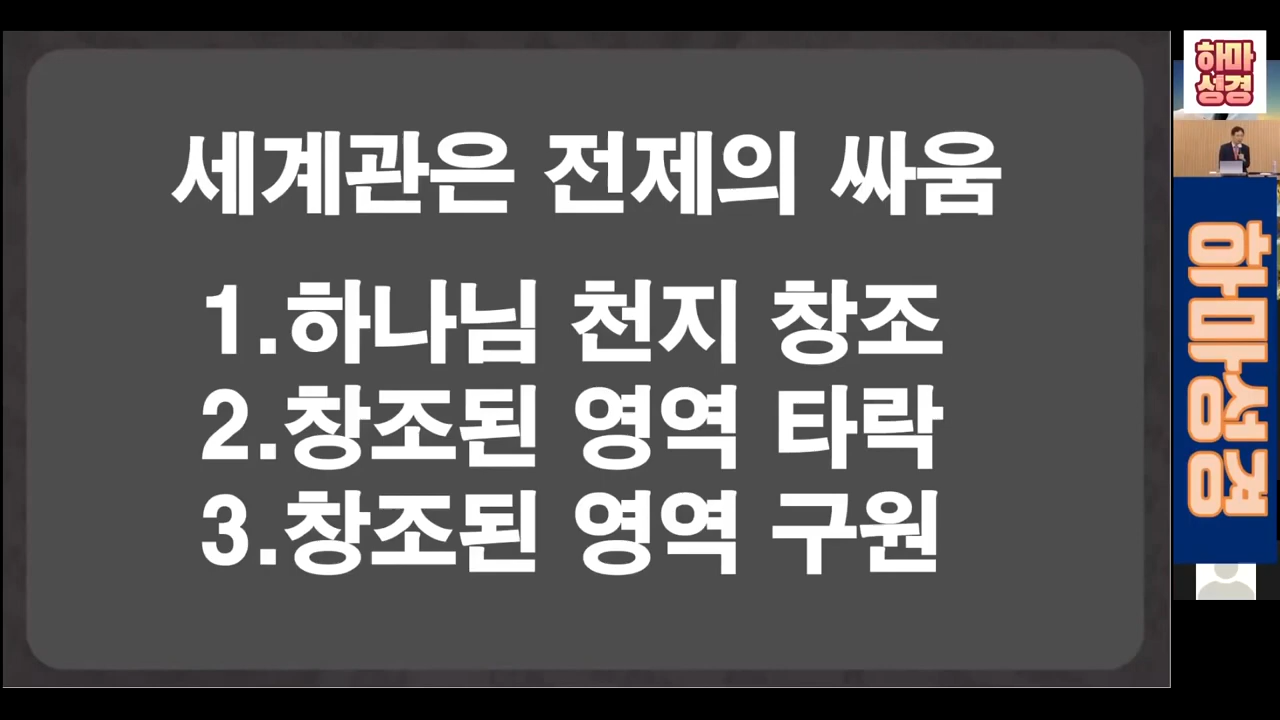 세계관은 전제의 싸움
1.하나님 천지 창조
2.창조된 영역 타락
3.창조된 영역 구원
하마
성경
하마성경